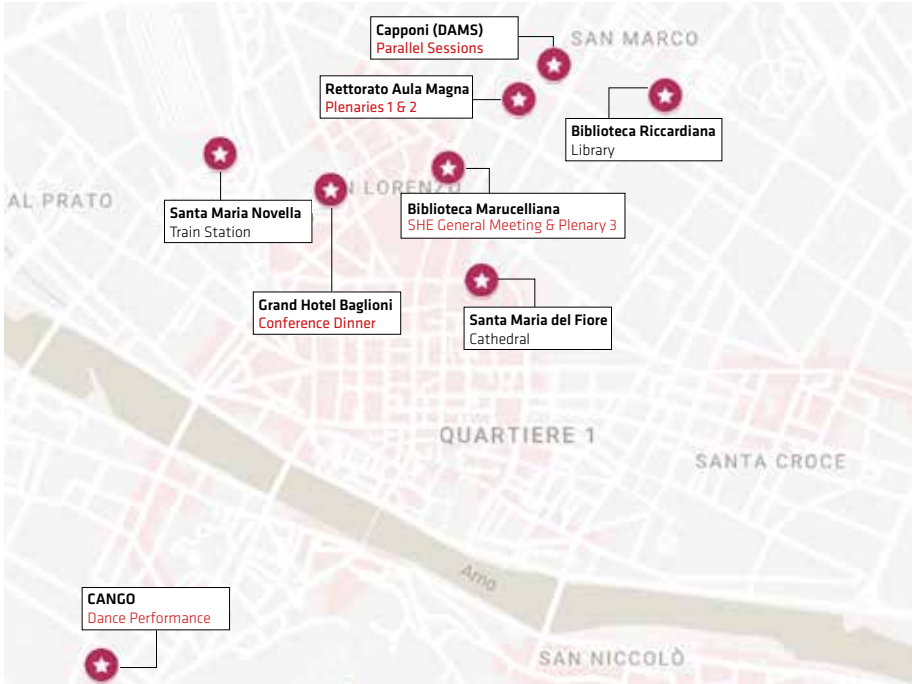 Capponi (DAMS)
Parallel Sessions
SAN MARCO
Rettorato Aula Magna
Plenaries 1 & 2
Biblioteca Riccardiana
Library
AL PRATO
N LORENZO
Santa Maria Novella
Train Station
Biblioteca Marucelliana
SHE General Meeting & Plenary 3
Grand Hotel Baglioni
Conference Dinner
Santa Maria del Fiore
Cathedral
QUARTIERE 1
SANTA CROCE
Arno
CANGO
Dance Performance
SAN NICCOLÒ